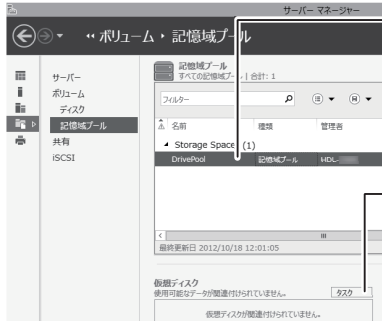 サーバー マネージャー
•• ボリューム ・ 記憶域プール
サーバー
ボリューム
ディスク
記憶域プール
共有
iSCSI
記憶域プール
すべての記憶域プール | 合計: 1
フィルター
名前 種類 管理者
Storage Space (1)
DrivePool 記憶域プール HDL-
最終更新日 2012/10/18 12:01:05
仮想ディスク
使用可能なデータが関連付けられていません。
タスク
仮想ディスクが関連付けられていません。